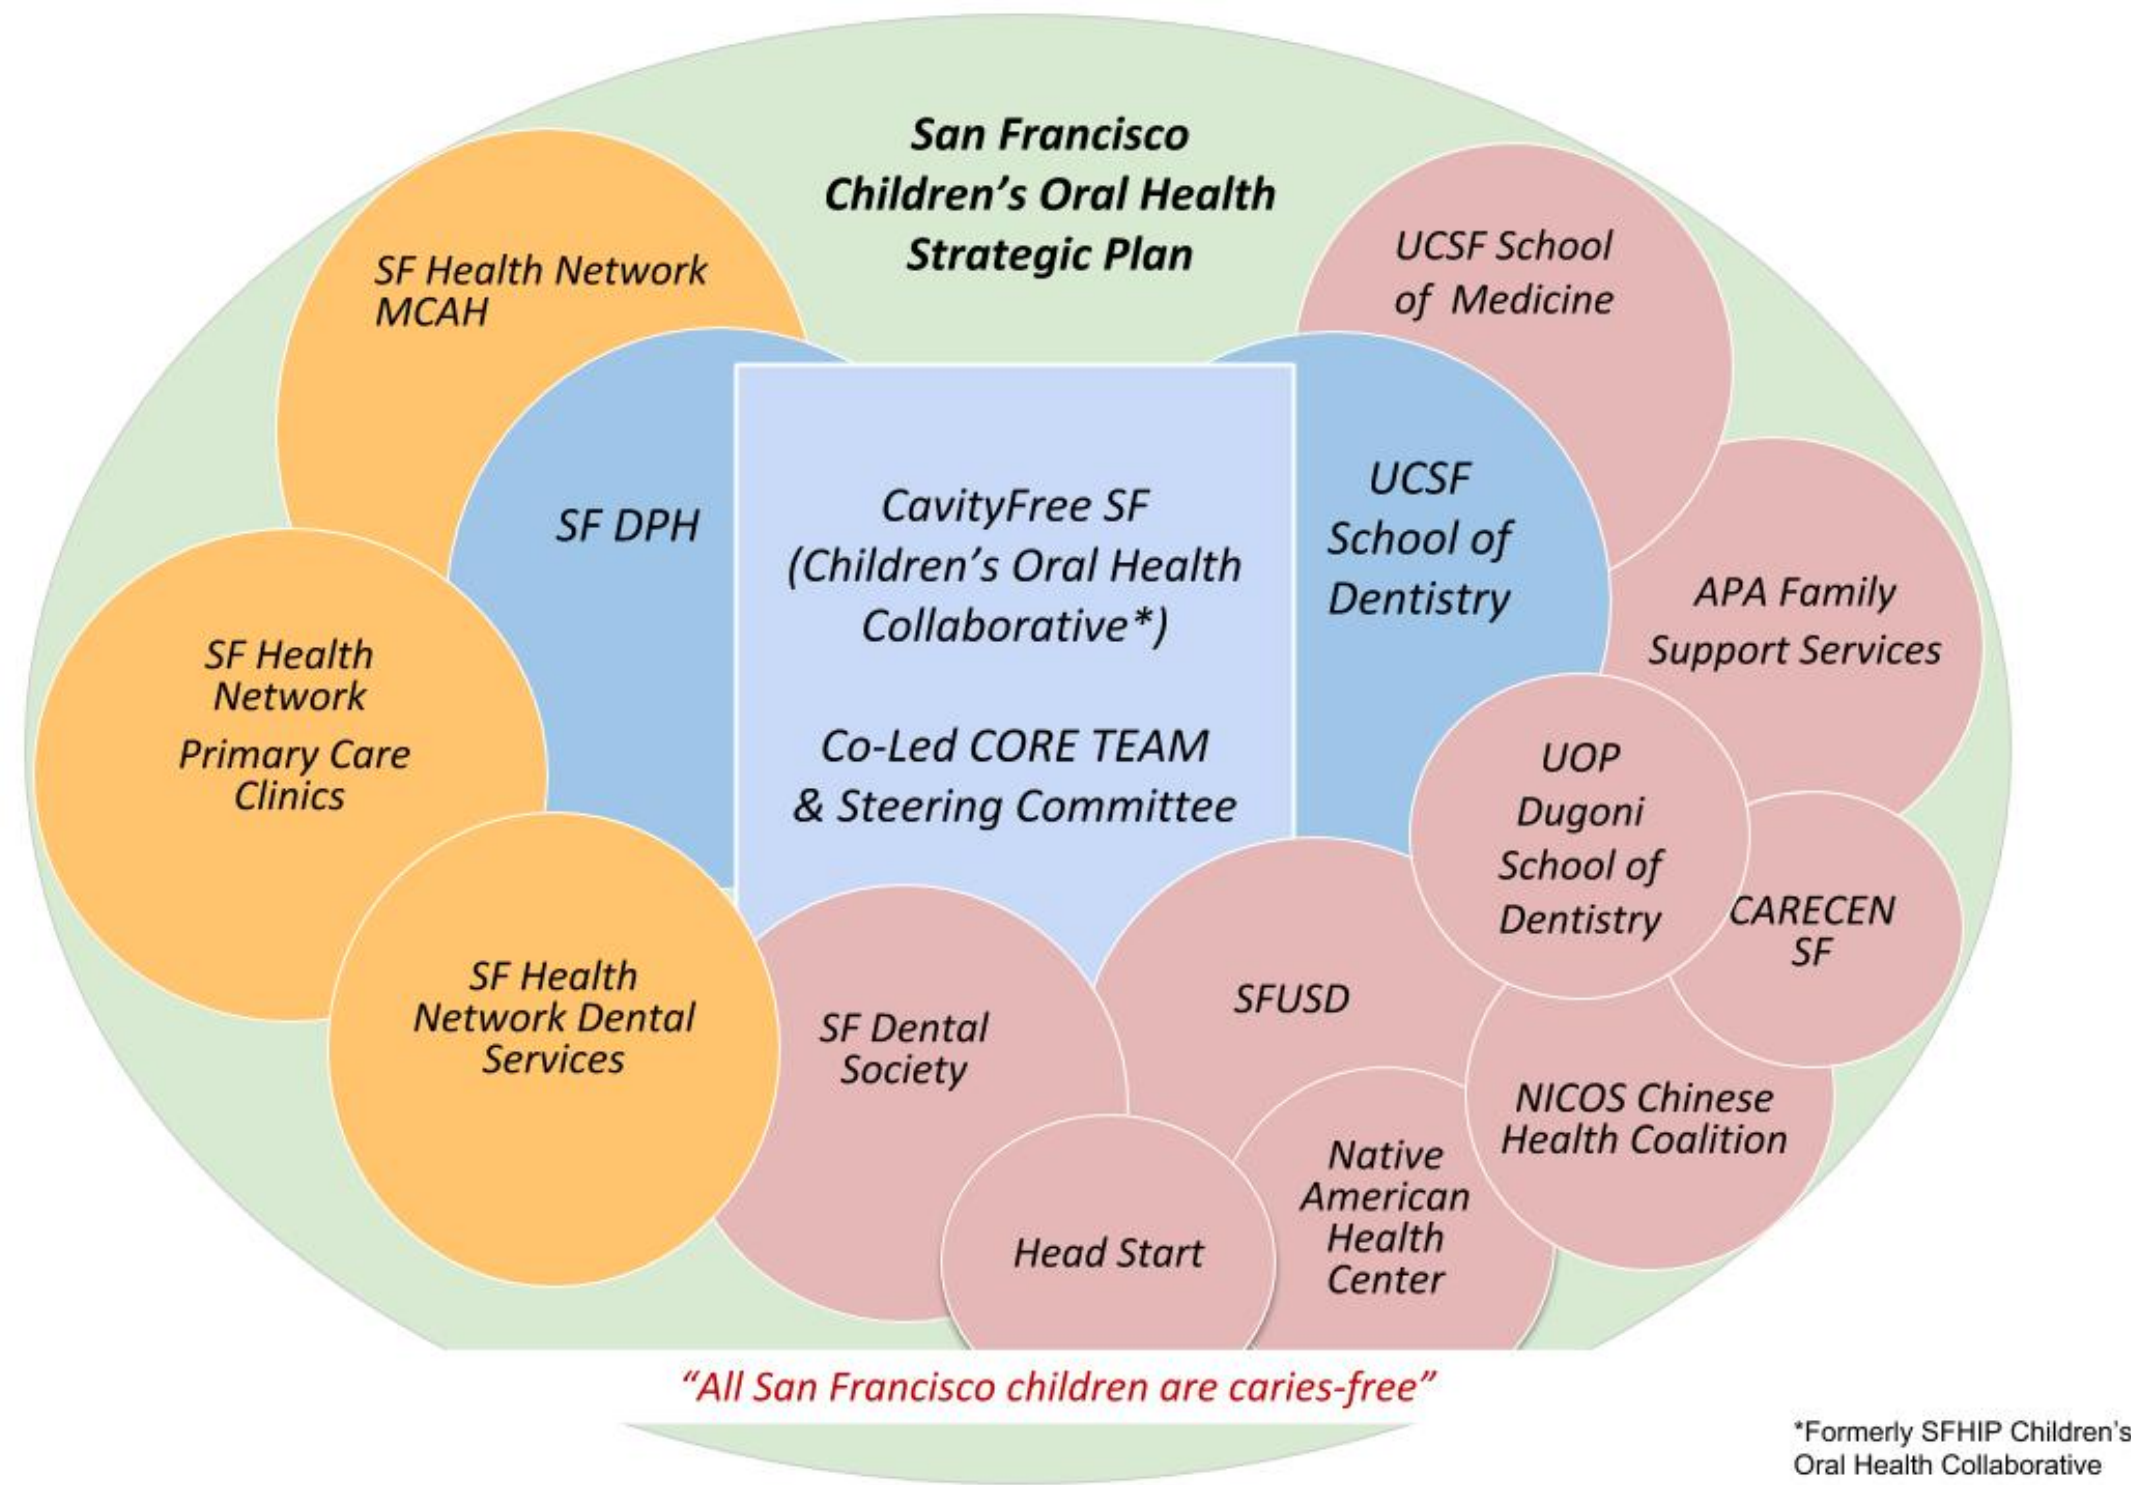 San Francisco
Children’s Oral Health
Strategic Plan
SF Health Network
MCAH
UCSF School
of Medicine
SF DPH
CavityFree SF
(Children’s Oral Health
Collaborative*)
Co-Led CORE TEAM
& Steering Committee
UCSF
School of
Dentistry
APA Family
Support Services
SF Health
Network
Primary Care
Clinics
UOP
Dugoni
School of
Dentistry
CARECEN
SF
SF Health
Network Dental
Services
SF Dental
Society
SFUSD
NICOS Chinese
Health Coalition
Native
American
Health
Center
Head Start
“All San Francisco children are caries-free”
*Formerly SFHIP Children's
Oral Health Collaborative